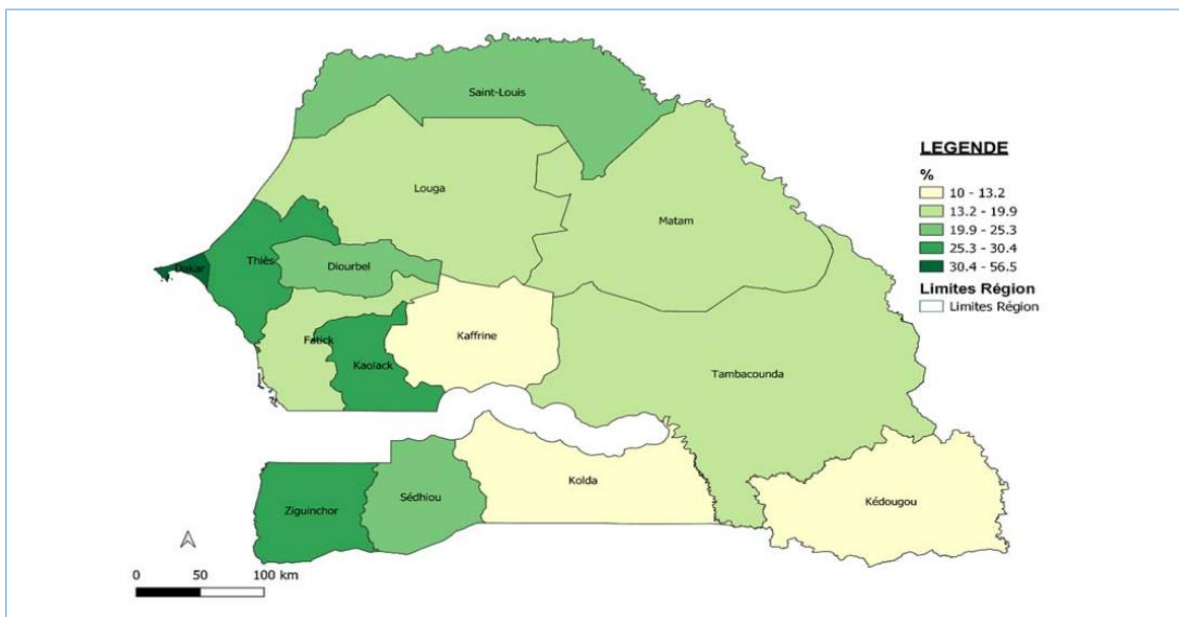 Saint-Louis
Louga
Matam
Dakar
Thiès
Diourbel
Fatick
Kaolack
Kaffrine
Tambacounda
Ziguinchor
Sédhiou
Kolda
Kédougou
LEGENDE
%
10 - 13.2
13.2 - 19.9
19.9 - 25.3
25.3 - 30.4
30.4 - 56.5
Limites Région
Limites Région
0 50 100 km